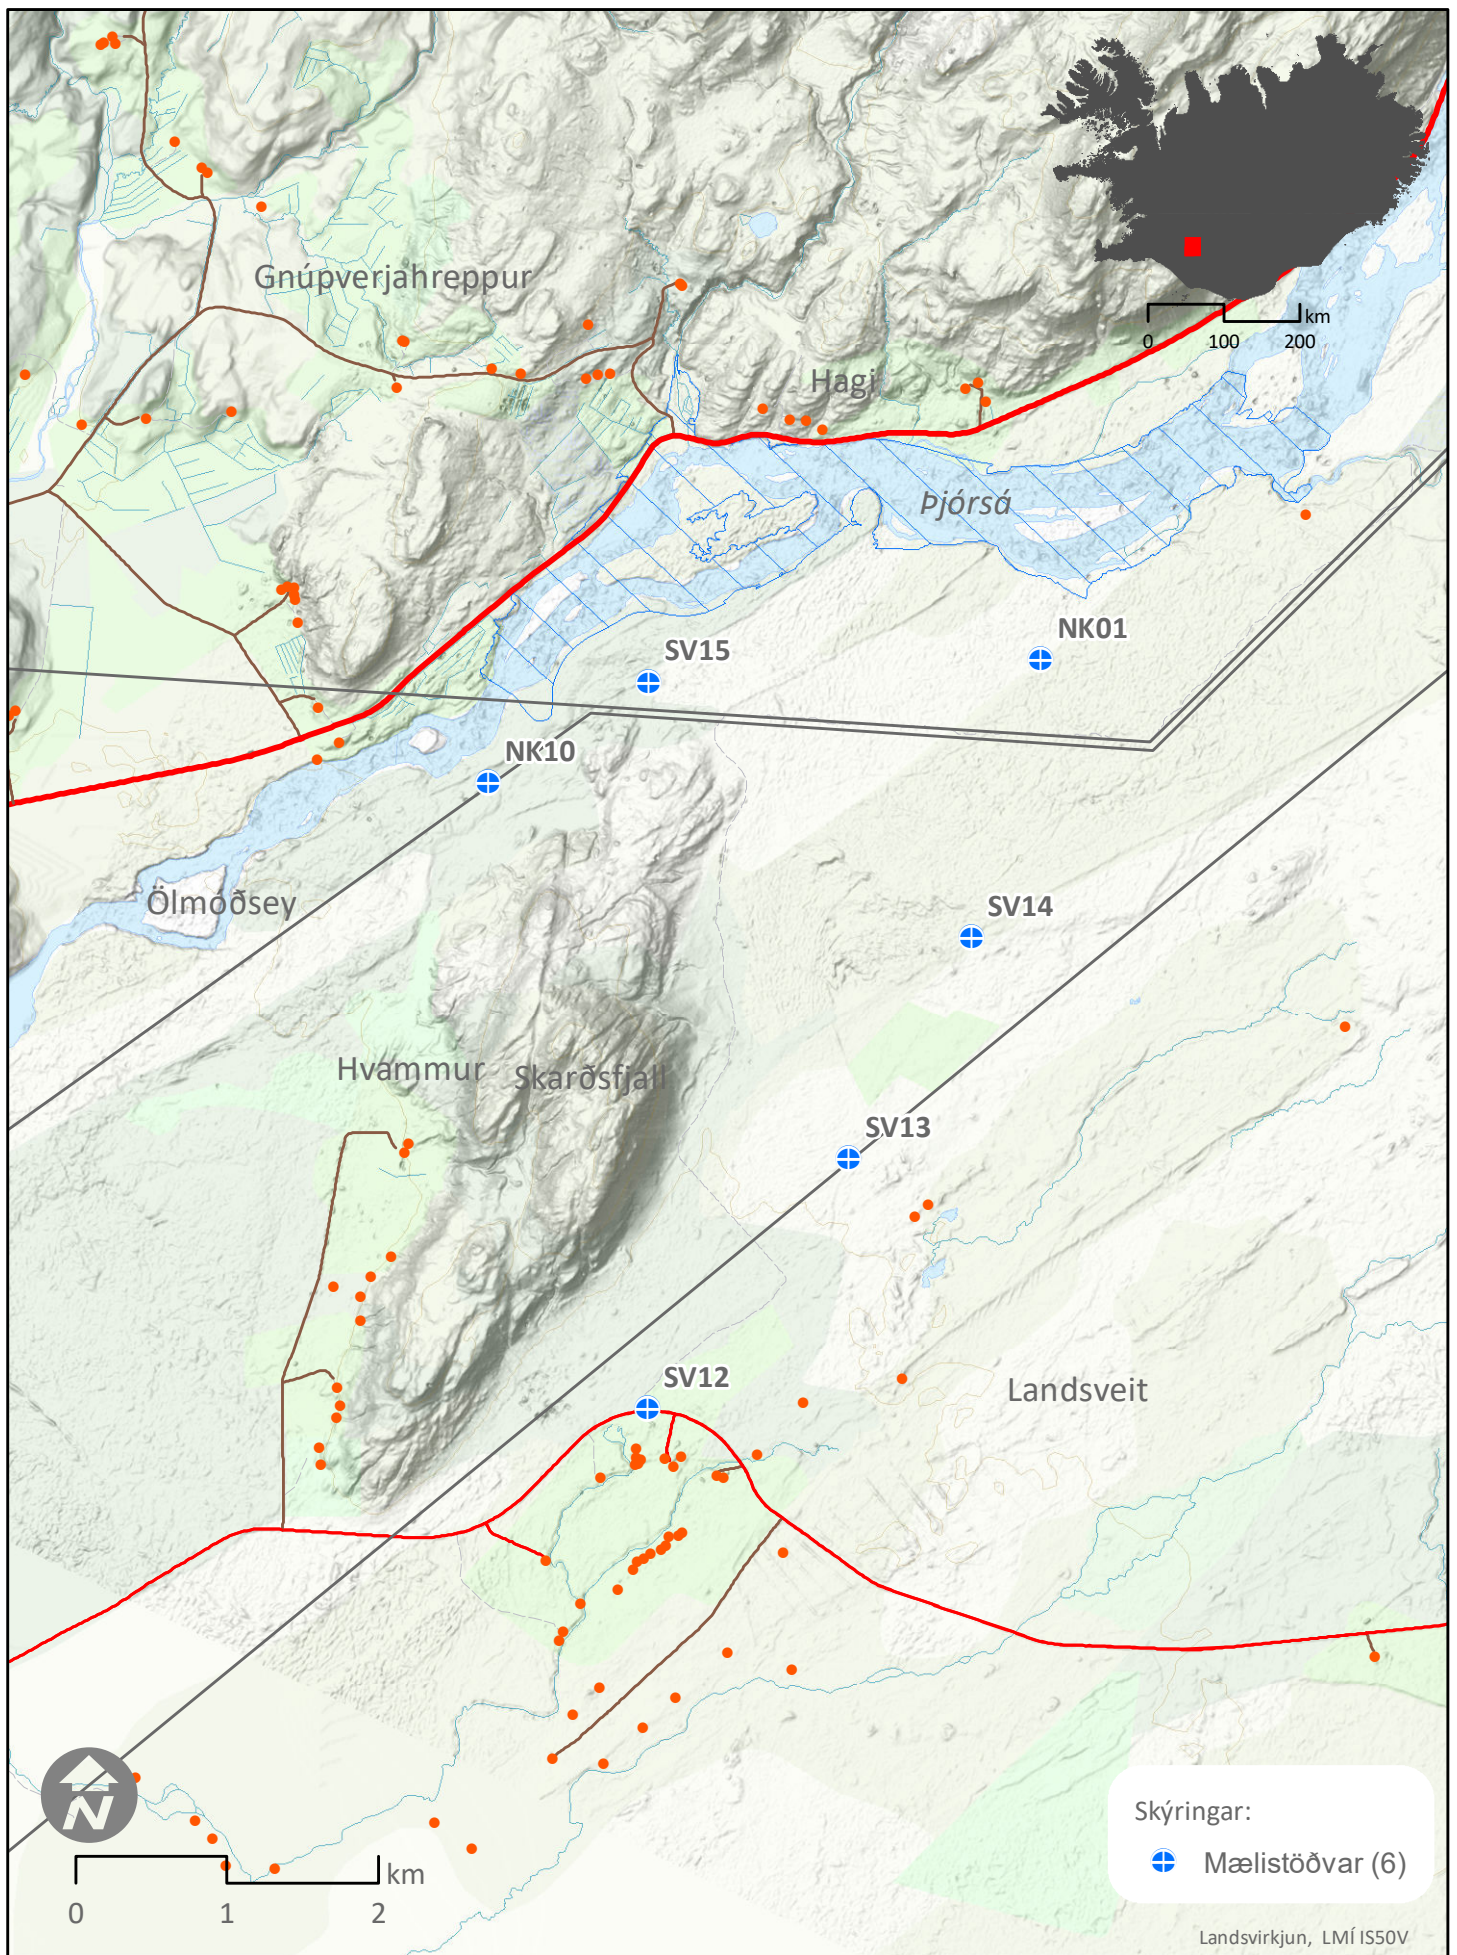 Gnúpverjahreppur
km
0 100 200
Hagi
Þjórsá
NK01
SV15
NK10
Ölmóðsey
SV14
Hvammur
Skarðsfjall
SV13
SV12
Landsveit
N
km
0 1 2
Skýringar:
Mælistöðvar (6)
Landsvirkjun, LMÍ IS50V